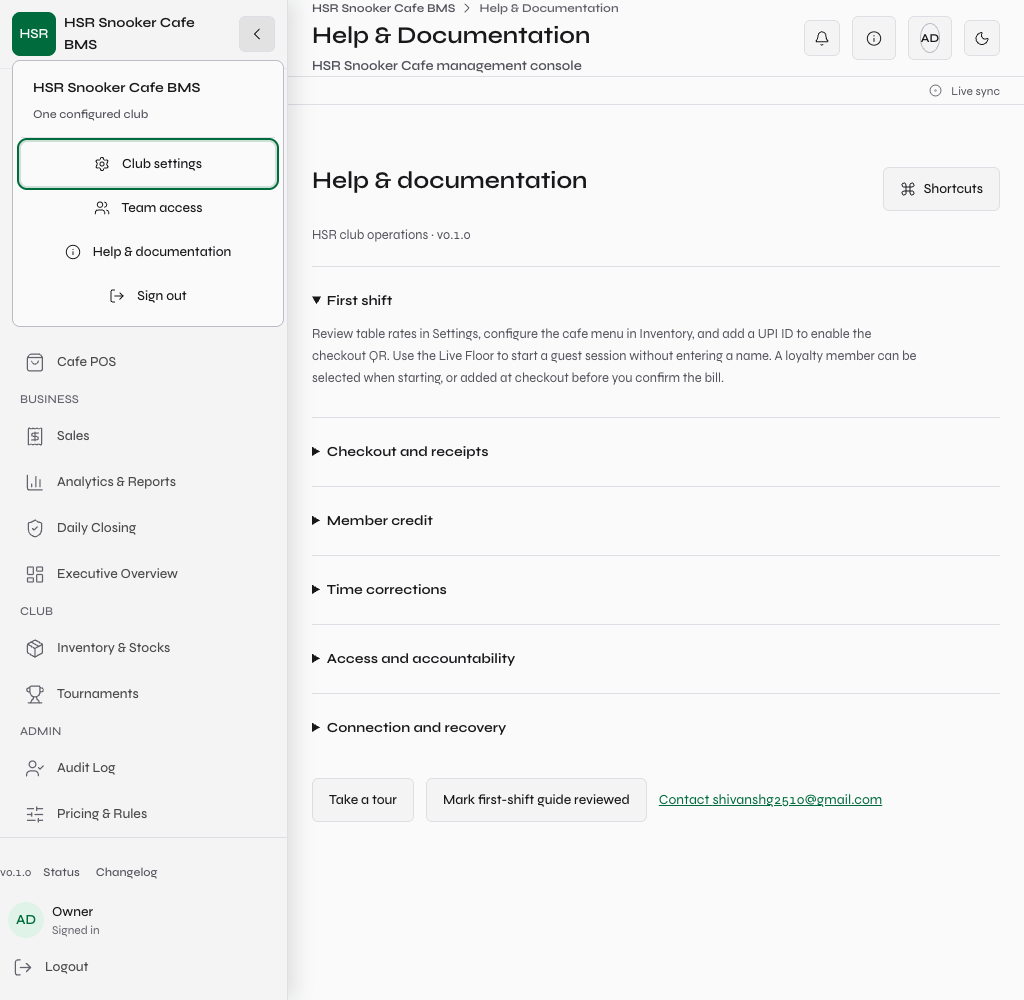 HSR
HSR Snooker Cafe
BMS
HSR Snooker Cafe BMS
One configured club
Club settings
Team access
Help & documentation
Sign out
Cafe POS
BUSINESS
Sales
Analytics & Reports
Daily Closing
Executive Overview
CLUB
Inventory & Stocks
Tournaments
ADMIN
Audit Log
Pricing & Rules
v0.1.0 Status Changelog
AD
Owner
Signed in
Logout
HSR Snooker Cafe BMS > Help & Documentation
Help & Documentation
HSR Snooker Cafe management console
AD
Live sync
Help & documentation
Shortcuts
HSR club operations · v0.1.0
First shift
Review table rates in Settings, configure the cafe menu in Inventory, and add a UPI ID to enable the
checkout QR. Use the Live Floor to start a guest session without entering a name. A loyalty member can be
selected when starting, or added at checkout before you confirm the bill.
Checkout and receipts
Member credit
Time corrections
Access and accountability
Connection and recovery
Take a tour
Mark first-shift guide reviewed
Contact shivanshg2510@gmail.com